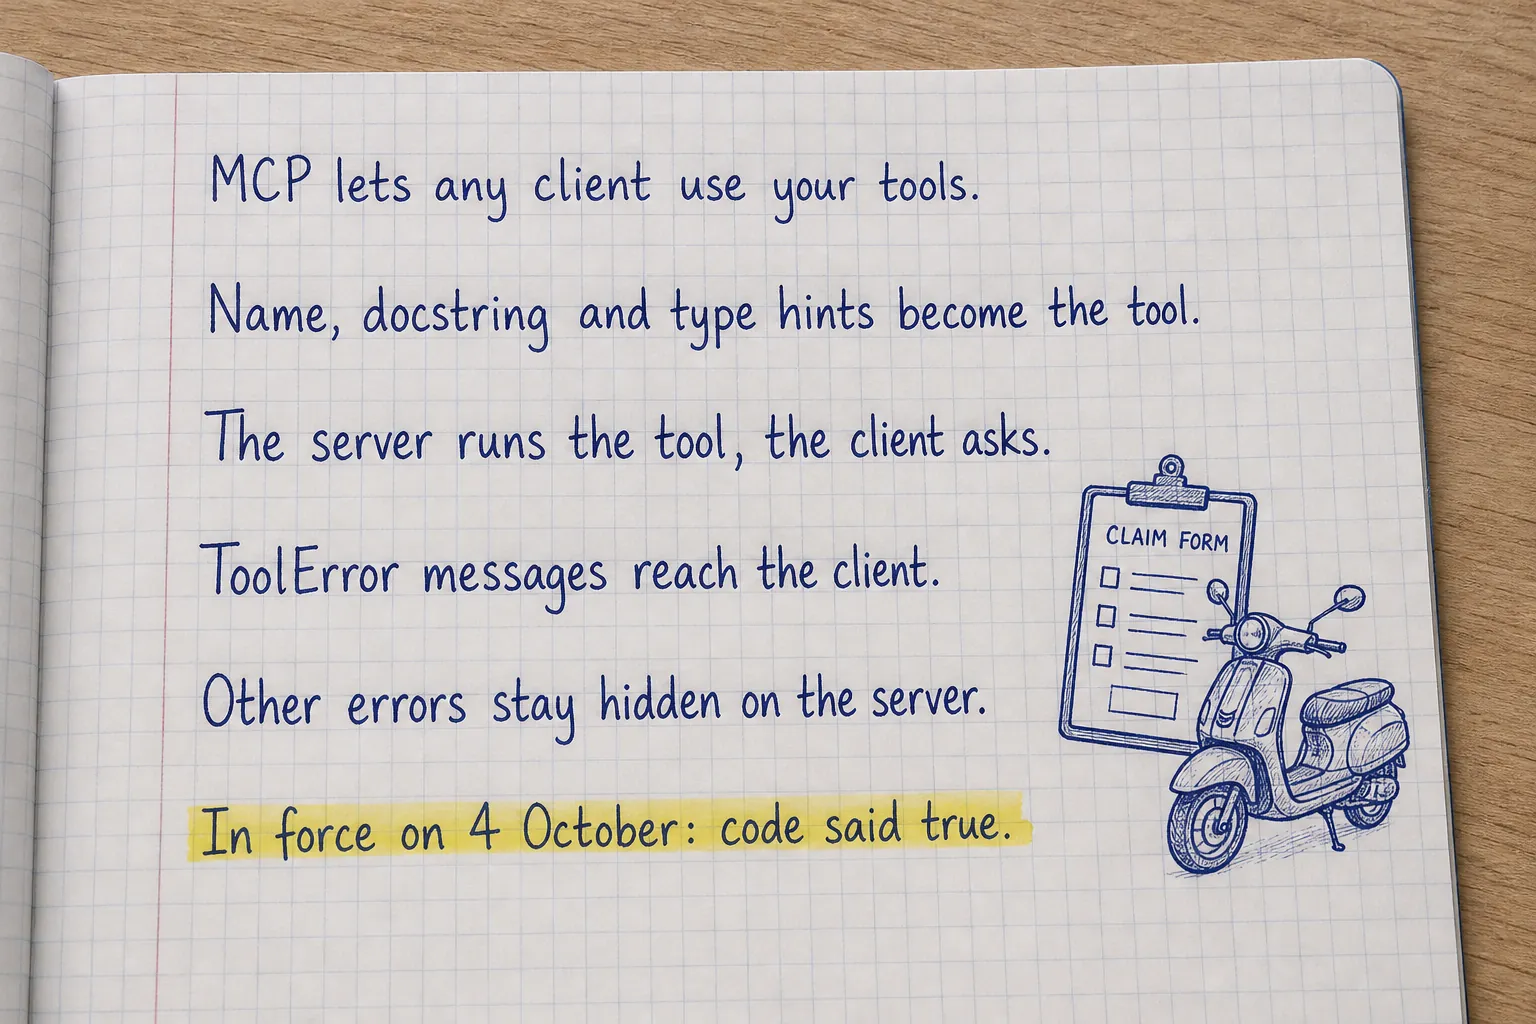 MCP lets any client use your tools.
Name, docstring and type hints become the tool.
The server runs the tool, the client asks.
ToolError messages reach the client.
CLAIM FORM
Other errors stay hidden on the server.
In force on 4 October: code said true.